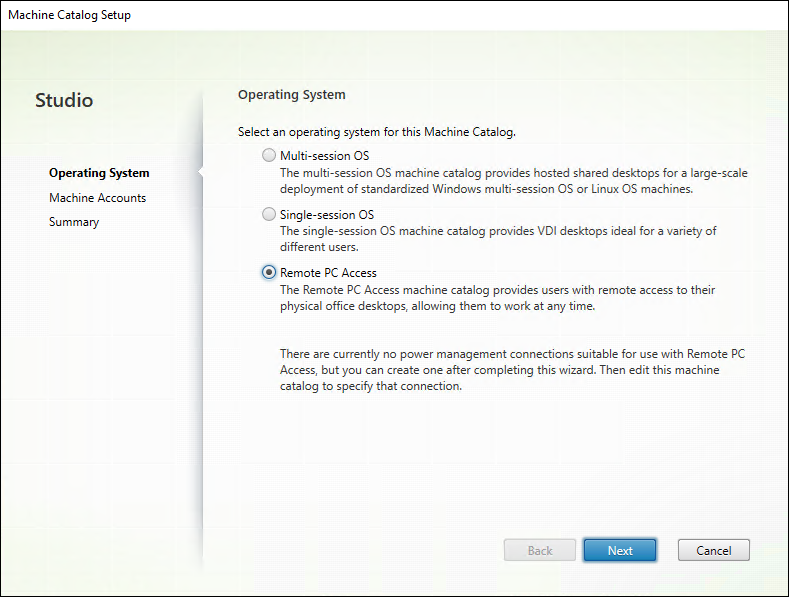 Machine Catalog Setup
Studio
Operating System
Machine Accounts
Summary
Operating System
Select an operating system for this Machine Catalog.
Multi-session OS
The multi-session OS machine catalog provides hosted shared desktops for a large-scale
deployment of standardized Windows multi-session OS or Linux OS machines.
Single-session OS
The single-session OS machine catalog provides VDI desktops ideal for a variety of
different users.
Remote PC Access
The Remote PC Access machine catalog provides users with remote access to their
physical office desktops, allowing them to work at any time.
There are currently no power management connections suitable for use with Remote PC
Access, but you can create one after completing this wizard. Then edit this machine
catalog to specify that connection.
Back
Next
Cancel